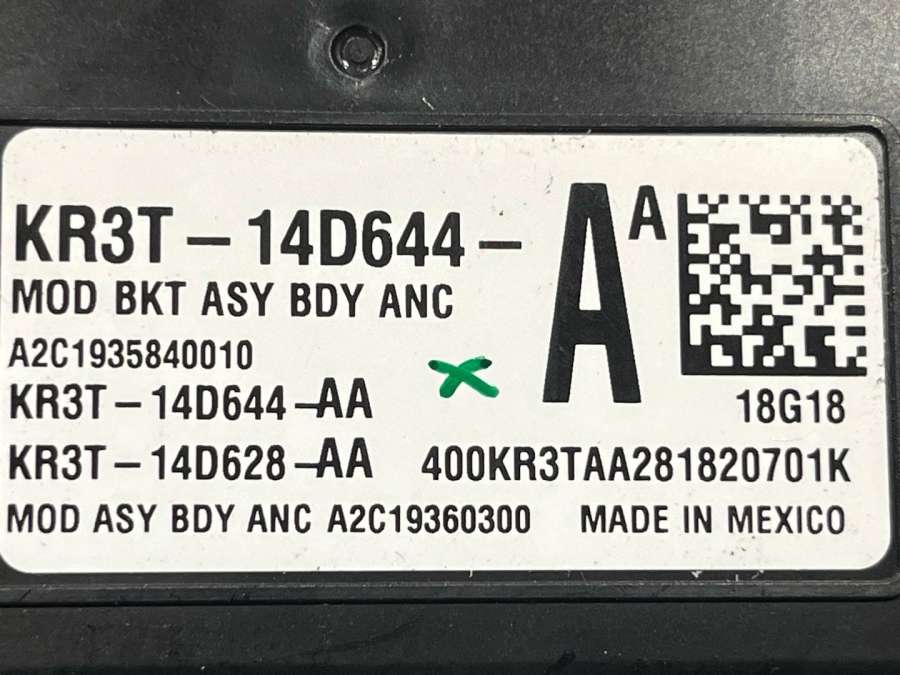 KR3T-14D644-AA
MOD BKT ASY BDY ANC
A2C1935840010
KR3T-14D644-AA
18G18
KR3T-14D628-AA 400KR3TAA281820701K
MOD ASY BDY ANC A2C19360300 MADE IN MEXICO